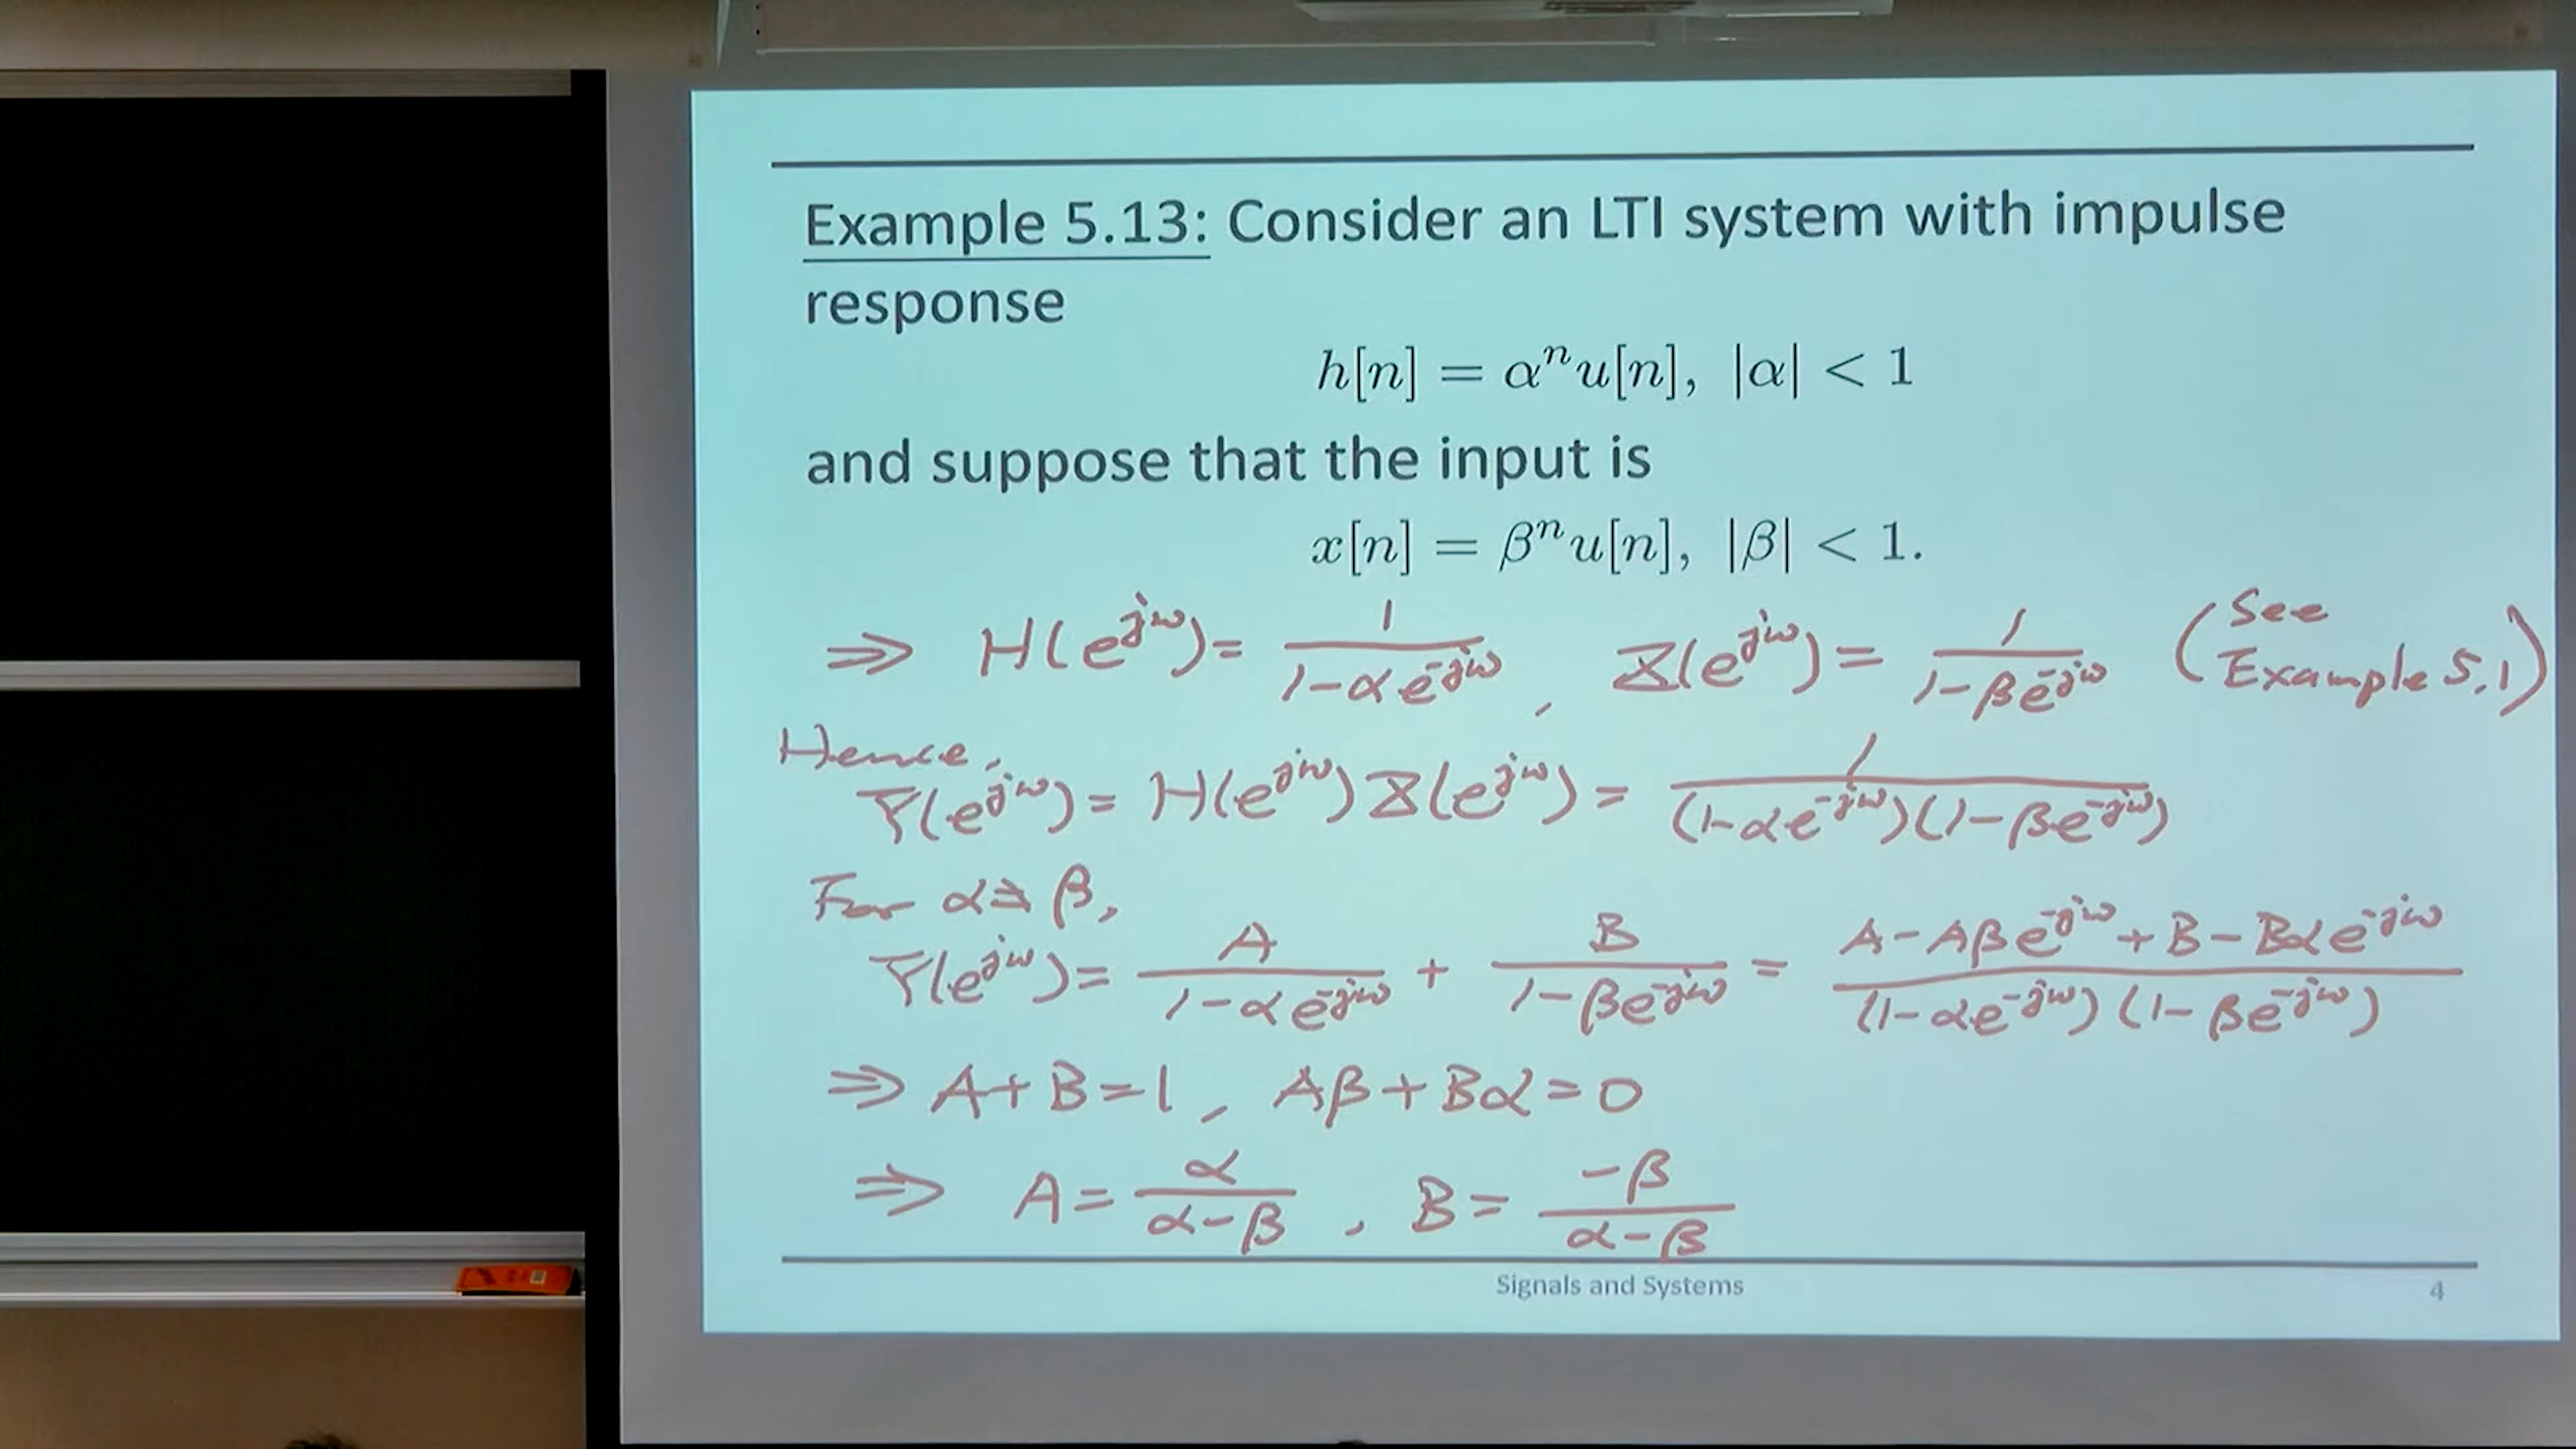 Example 5.13: Consider an LTI system with impulse
response
h[n] = αⁿu[n], |α| < 1
and suppose that the input is
x[n] = βⁿu[n], |β| < 1.
⇒ H(e^{jω}) = 1/(1-αe^{-jω}), X(e^{jω}) = 1/(1-βe^{-jω}) (See Example 5.1)
Hence,
Y(e^{jω}) = H(e^{jω}) X(e^{jω}) = 1/((1-αe^{-jω})(1-βe^{-jω}))
For α≠β,
Y(e^{jω}) = A/(1-αe^{-jω}) + B/(1-βe^{-jω}) = (A-Aβe^{-jω}+B-Bαe^{-jω})/((1-αe^{-jω})(1-βe^{-jω}))
⇒ A+B=1, Aβ+Bα=0
⇒ A = α/(α-β), B = -β/(α-β)
Signals and Systems
4